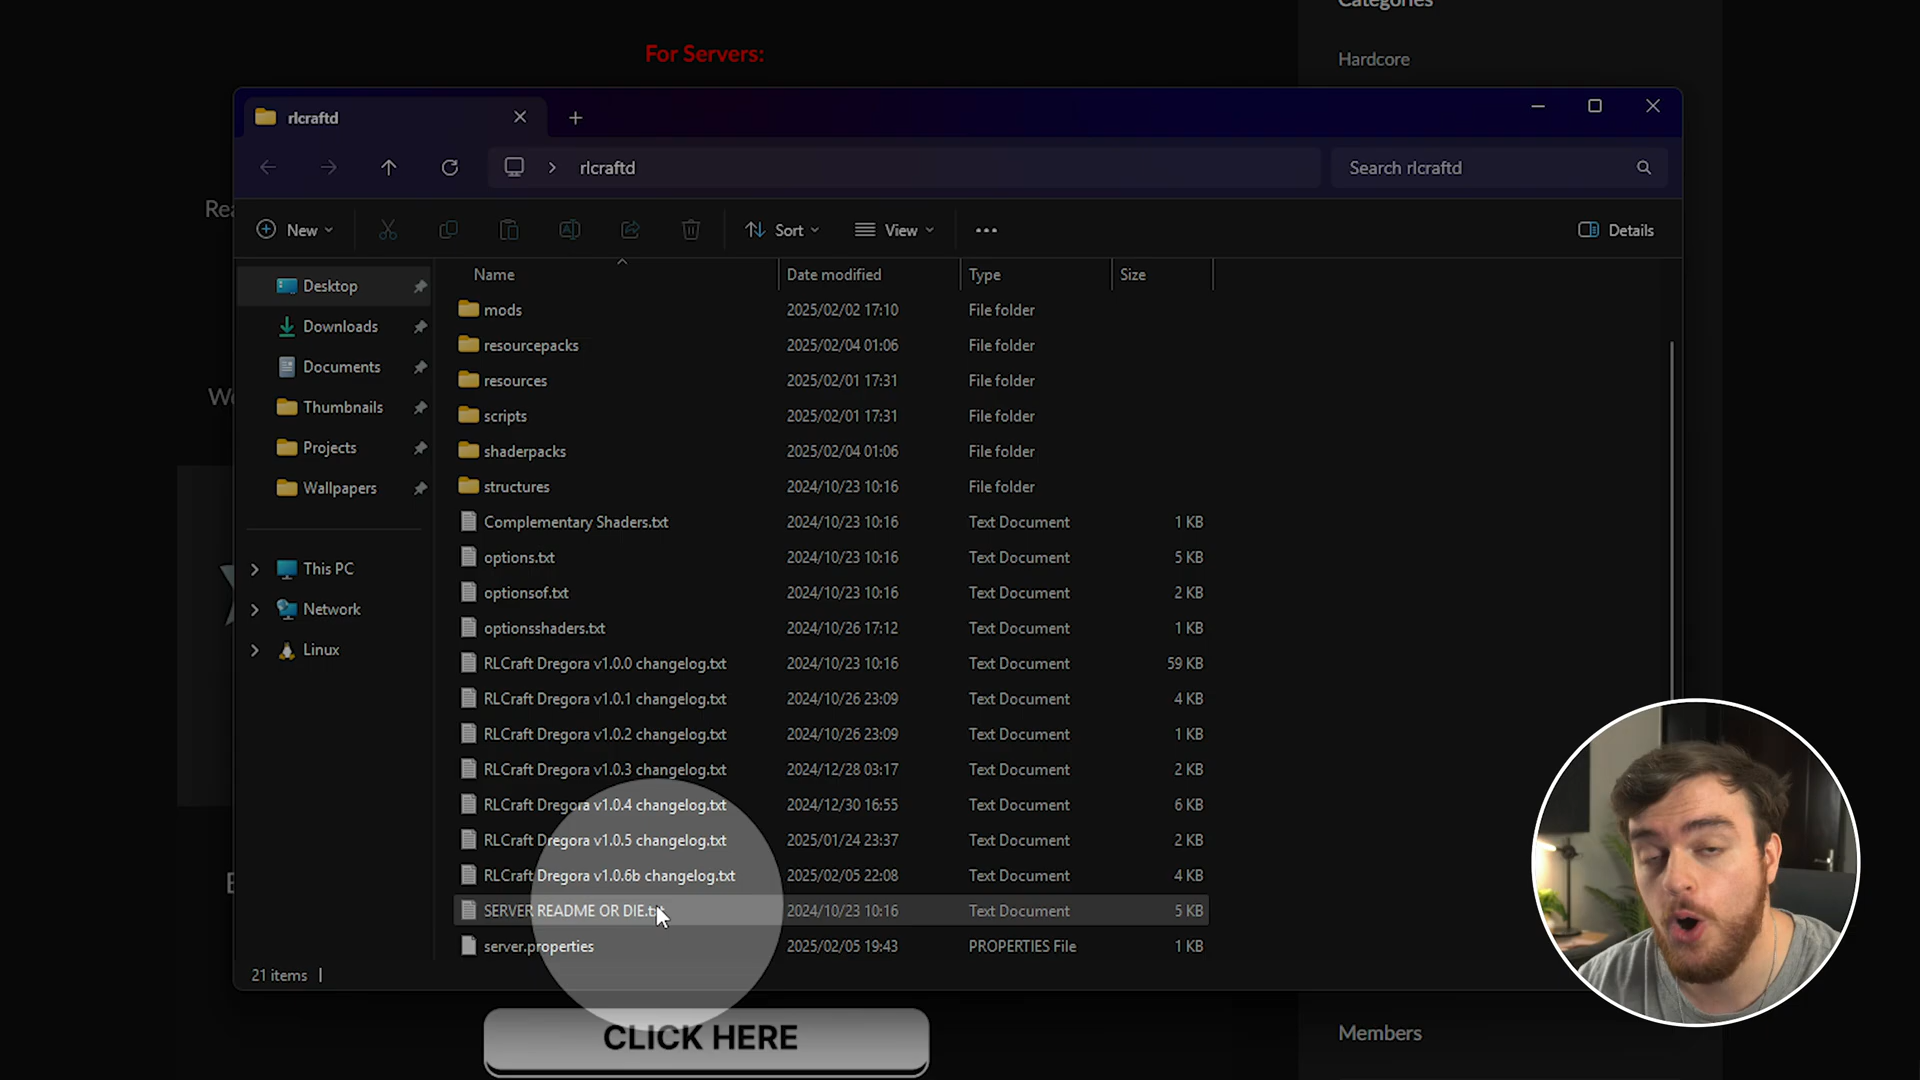 Categories
For Servers:
Hardcore
rlcraftd
rlcraftd
Search rlcraftd
New
Sort
View
Details
Name
Date modified
Type
Size
Desktop
Downloads
Documents
Thumbnails
Projects
Wallpapers
This PC
Network
Linux
mods 2025/02/02 17:10 File folder
resourcepacks 2025/02/04 01:06 File folder
resources 2025/02/01 17:31 File folder
scripts 2025/02/01 17:31 File folder
shaderpacks 2025/02/04 01:06 File folder
structures 2024/10/23 10:16 File folder
Complementary Shaders.txt 2024/10/23 10:16 Text Document 1 KB
options.txt 2024/10/23 10:16 Text Document 5 KB
optionsof.txt 2024/10/23 10:16 Text Document 2 KB
optionsshaders.txt 2024/10/26 17:12 Text Document 1 KB
RLCraft Dregora v1.0.0 changelog.txt 2024/10/23 10:16 Text Document 59 KB
RLCraft Dregora v1.0.1 changelog.txt 2024/10/26 23:09 Text Document 4 KB
RLCraft Dregora v1.0.2 changelog.txt 2024/10/26 23:09 Text Document 1 KB
RLCraft Dregora v1.0.3 changelog.txt 2024/12/28 03:17 Text Document 2 KB
RLCraft Dregora v1.0.4 changelog.txt 2024/12/30 16:55 Text Document 6 KB
RLCraft Dregora v1.0.5 changelog.txt 2025/01/24 23:37 Text Document 2 KB
RLCraft Dregora v1.0.6b changelog.txt 2025/02/05 22:08 Text Document 4 KB
SERVER README OR DIE.txt 2024/10/23 10:16 Text Document 5 KB
server.properties 2025/02/05 19:43 PROPERTIES File 1 KB
21 items
CLICK HERE
Members